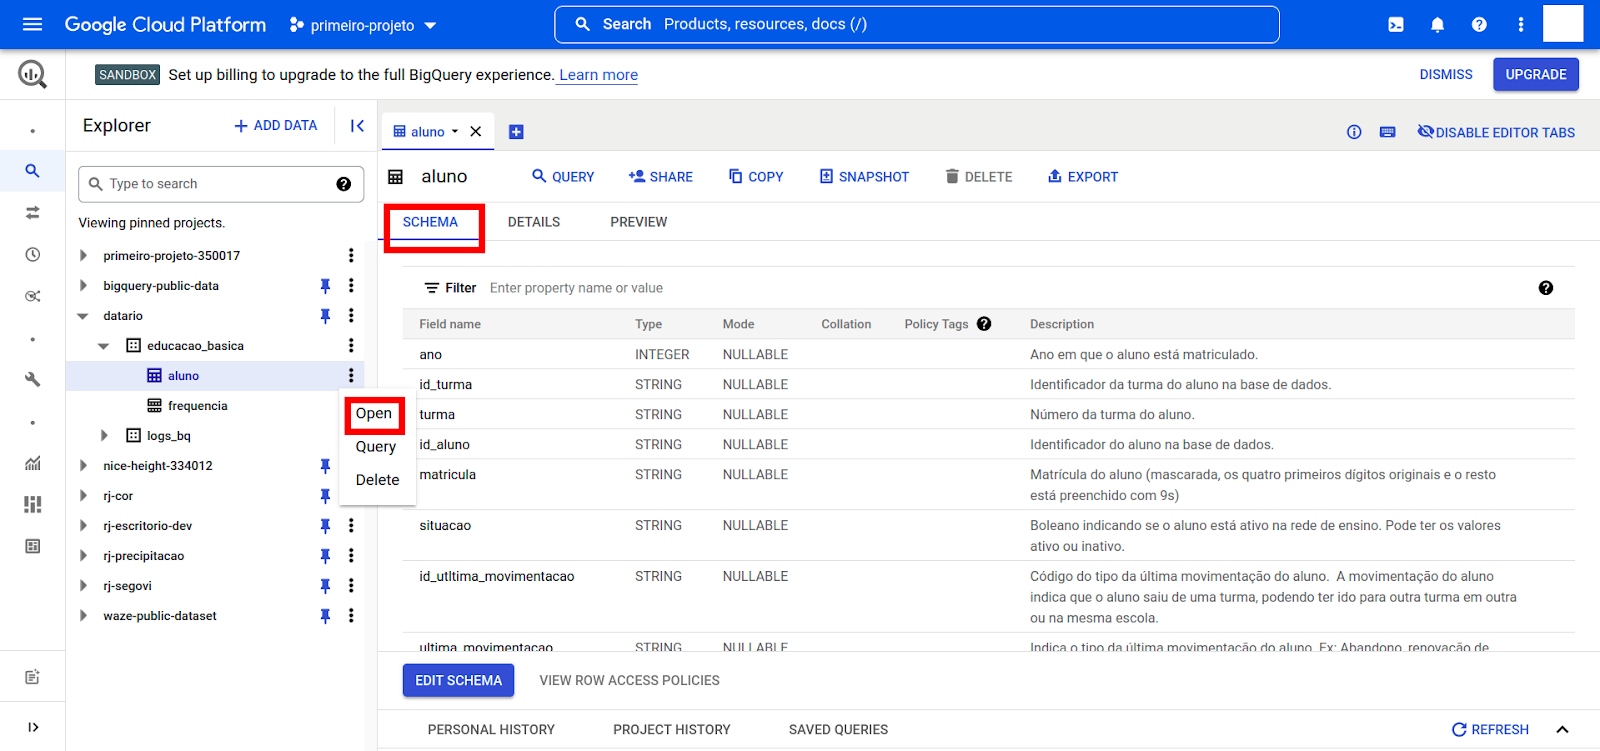 Google Cloud Platform
primeiro-projeto
Search Products, resources, docs (/)
SANDBOX Set up billing to upgrade to the full BigQuery experience. Learn more
DISMISS
UPGRADE
Explorer
+ ADD DATA
aluno
DISABLE EDITOR TABS
Type to search
Viewing pinned projects.
primeiro-projeto-350017
bigquery-public-data
datario
educacao_basica
aluno
frequencia
logs_bq
nice-height-334012
rj-cor
rj-escritorio-dev
rj-precipitacao
rj-segovi
waze-public-dataset
Open
Query
Delete
aluno
QUERY
SHARE
COPY
SNAPSHOT
DELETE
EXPORT
SCHEMA
DETAILS
PREVIEW
Filter Enter property name or value
Field name Type Mode Collation Policy Tags Description
ano INTEGER NULLABLE Ano em que o aluno está matriculado.
id_turma STRING NULLABLE Identificador da turma do aluno na base de dados.
turma STRING NULLABLE Número da turma do aluno.
id_aluno STRING NULLABLE Identificador do aluno na base de dados.
matricula STRING NULLABLE Matrícula do aluno (mascarada, os quatro primeiros dígitos originais e o resto
está preenchido com 9s)
situacao STRING NULLABLE Boleano indicando se o aluno está ativo na rede de ensino. Pode ter os valores
ativo ou inativo.
id_utltima_movimentacao STRING NULLABLE Código do tipo da última movimentação do aluno. A movimentação do aluno
indica que o aluno saiu de uma turma, podendo ter ido para outra turma em outra
ou na mesma escola.
ultima_movimentacao STRING NULLABLE Indica o tipo da última movimentação do aluno. Ex: Abandono, renovação de
EDIT SCHEMA
VIEW ROW ACCESS POLICIES
PERSONAL HISTORY
PROJECT HISTORY
SAVED QUERIES
REFRESH